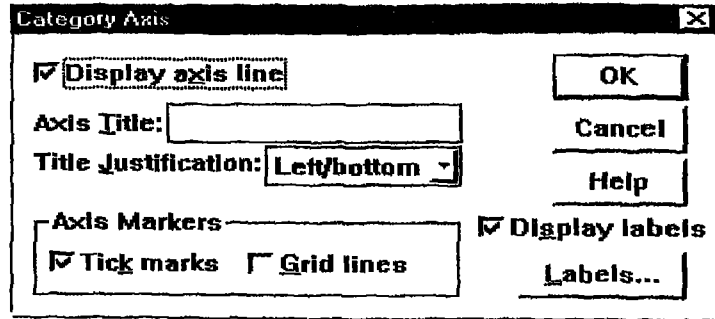 Category Axis
Display axis line
OK
Axis Title:
Cancel
Title Justification: Left/bottom
Help
Axis Markers
Display labels
Tick marks Grid lines
Labels...